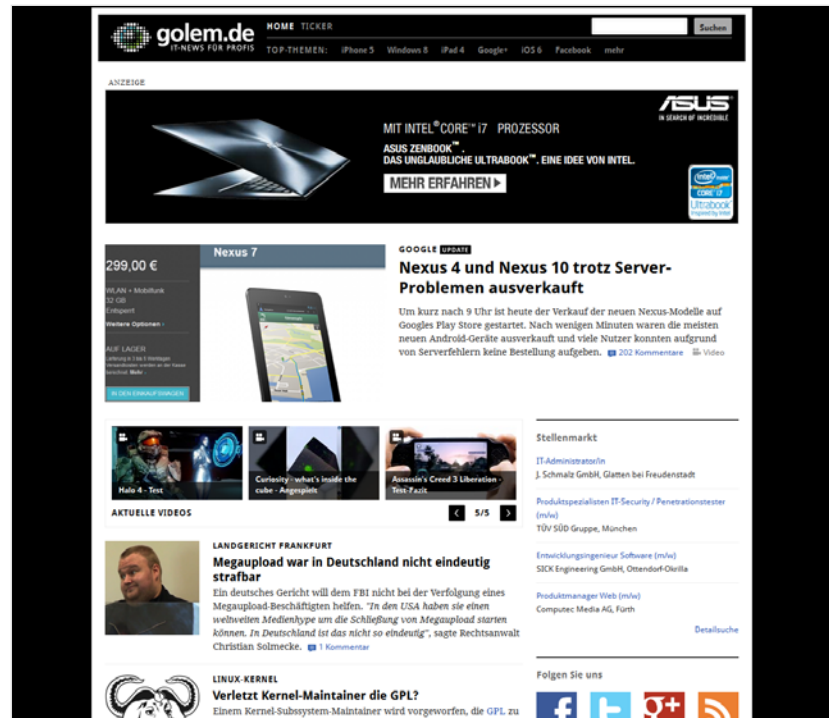 golem.de
IT-NEWS FÜR PROFIS
HOME TICKER
Suchen
TOP-THEMEN: iPhone 5 Windows 8 iPad 4 Google+ iOS 6 Facebook mehr
ANZEIGE
ASUS
IN SEARCH OF INCREDIBLE
MIT INTEL® CORE™ i7 PROZESSOR
ASUS ZENBOOK™.
DAS UNGLAUBLICHE ULTRABOOK™. EINE IDEE VON INTEL.
MEHR ERFAHREN
intel inside
CORE i7
Ultrabook
Inspired by Intel
299,00 €
WLAN + Mobilfunk
32 GB
Entsperrt
Weitere Optionen ›
AUF LAGER
Mehr
IN DEN EINKAUFSWAGEN
Nexus 7
GOOGLE UPDATE
Nexus 4 und Nexus 10 trotz Server-
Problemen ausverkauft
Um kurz nach 9 Uhr ist heute der Verkauf der neuen Nexus-Modelle auf
Googles Play Store gestartet. Nach wenigen Minuten waren die meisten
neuen Android-Geräte ausverkauft und viele Nutzer konnten aufgrund
von Serverfehlern keine Bestellung aufgeben. 202 Kommentare Video
Halo 4 - Test
Curiosity - what's inside the
cube - Angespielt
Assassin's Creed 3 Liberation -
Test-Fazit
AKTUELLE VIDEOS
5/5
LANDGERICHT FRANKFURT
Megaupload war in Deutschland nicht eindeutig
strafbar
Ein deutsches Gericht will dem FBI nicht bei der Verfolgung eines
Megaupload-Beschäftigten helfen. "In den USA haben sie einen
weltweiten Medienhype um die Schließung von Megaupload starten
können. In Deutschland ist das nicht so eindeutig", sagte Rechtsanwalt
Christian Solmecke. 1 Kommentar
LINUX-KERNEL
Verletzt Kernel-Maintainer die GPL?
Einem Kernel-Subssystem-Maintainer wird vorgeworfen, die GPL zu
Stellenmarkt
IT-Administrator/in
J. Schmalz GmbH, Glatten bei Freudenstadt
Produktspezialisten IT-Security / Penetrationstester
(m/w)
TÜV SÜD Gruppe, München
Entwicklungsingenieur Software (m/w)
SICK Engineering GmbH, Ottendorf-Okrilla
Produktmanager Web (m/w)
Computec Media AG, Fürth
Detailsuche
Folgen Sie uns